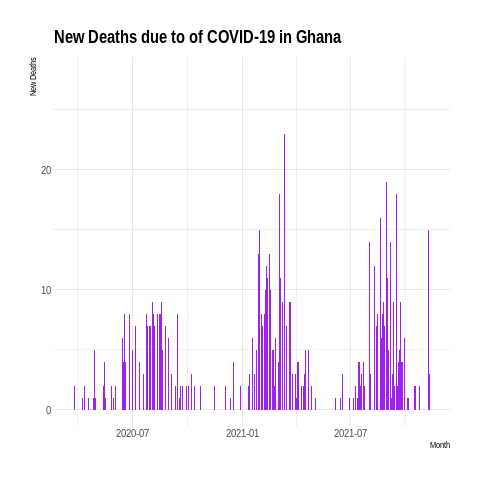 New Deaths due to of COVID-19 in Ghana
New Deaths
20
10
0
2020-07
2021-01
2021-07
Month